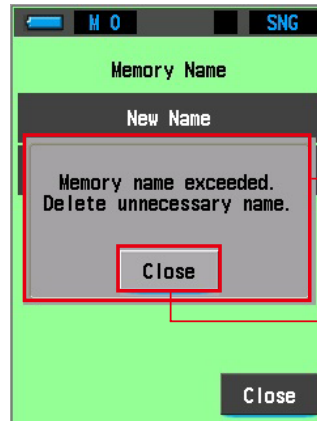 M 0 SNG
Memory Name
New Name
Memory name exceeded.
Delete unnecessary name.
Close
Close